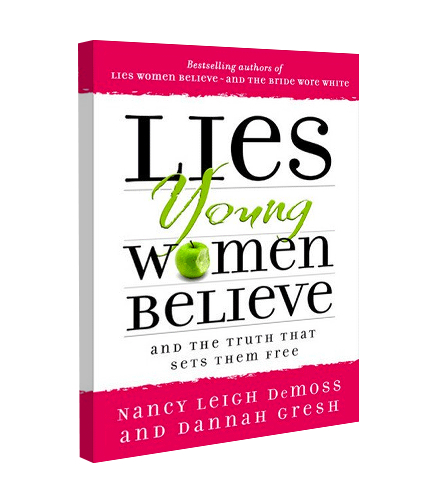 Bestselling authors of
LIES WOMEN BELIEVE - AND THE BRIDE WORE WHITE
LIES
Young
WOMEN
BELIEVE
AND THE TRUTH THAT
SETS THEM FREE
NANCY LEIGH DeMOSS
AND DANNAH GRESH